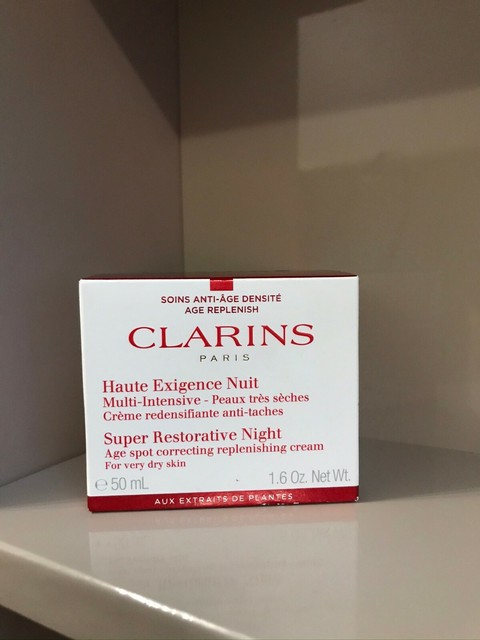 SOINS ANTI-ÂGE DENSITÉ
AGE REPLENISH
CLARINS
PARIS
Haute Exigence Nuit
Multi-Intensive - Peaux très sèches
Crème redensifiante anti-taches
Super Restorative Night
Age spot correcting replenishing cream
For very dry skin
℮ 50 mL 1.6 Oz. Net Wt.
AUX EXTRAITS DE PLANTES